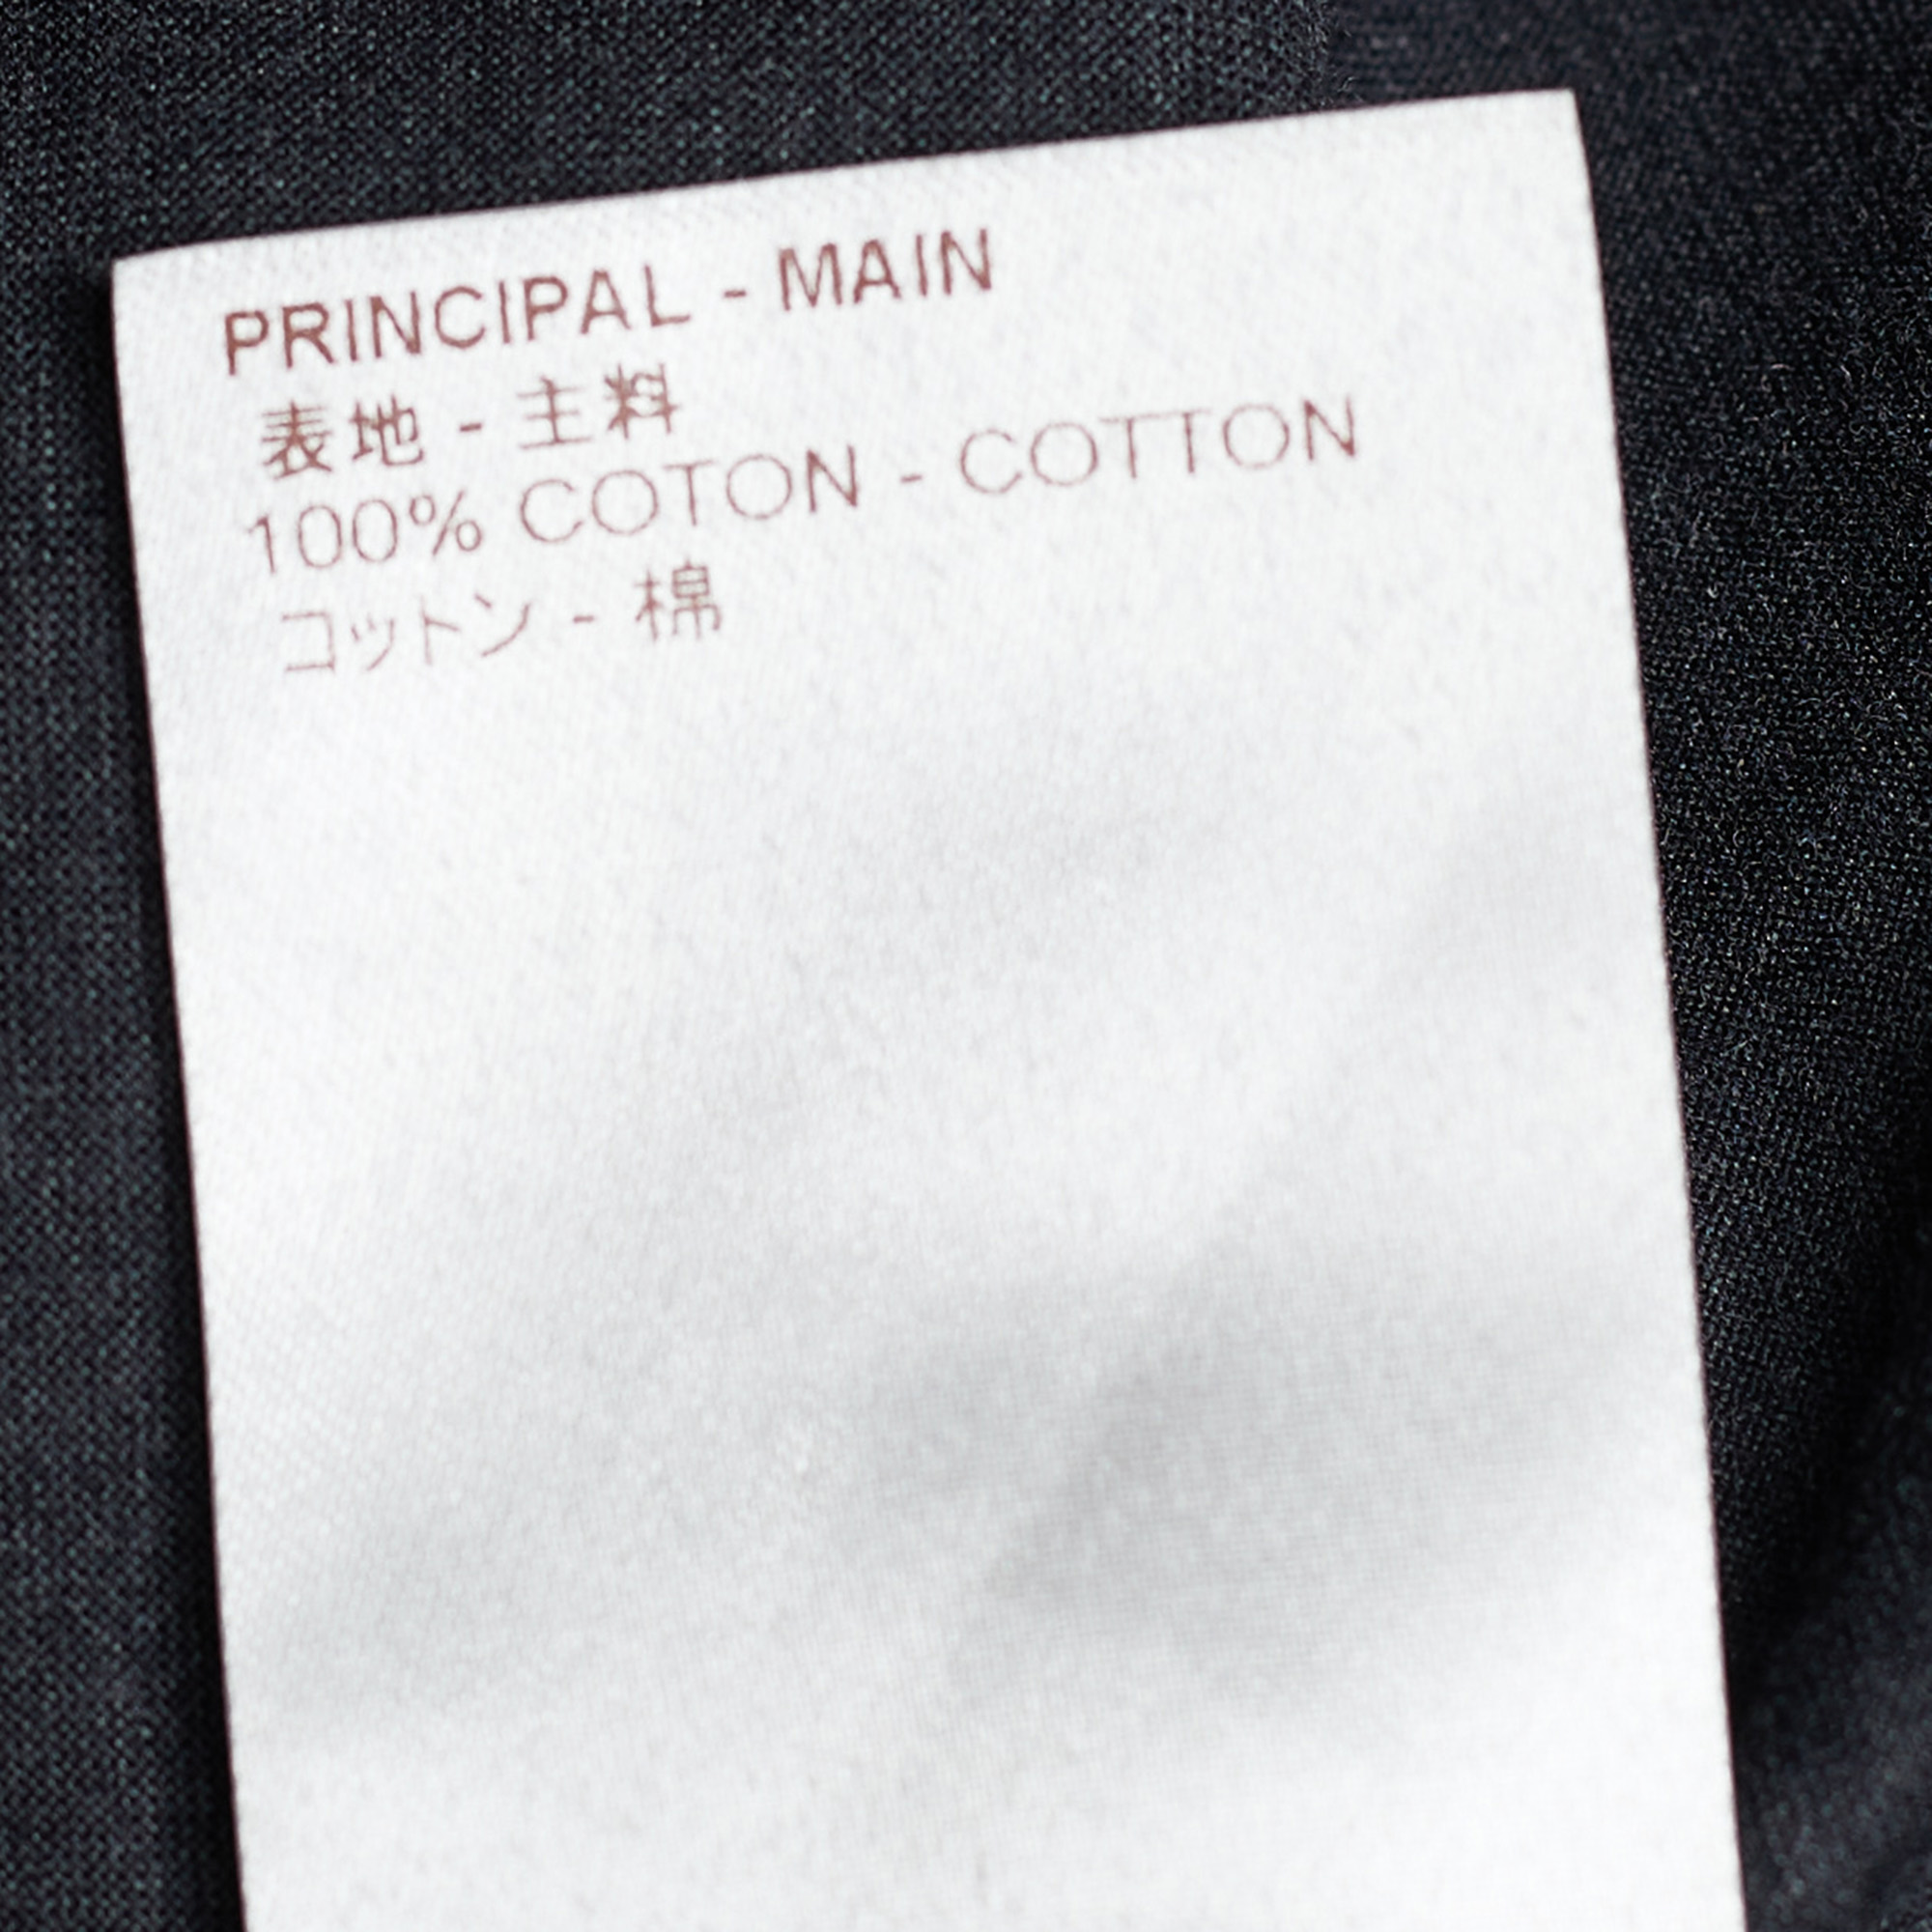 PRINCIPAL - MAIN
表地 - 主料
100% COTON - COTTON
コットン - 棉